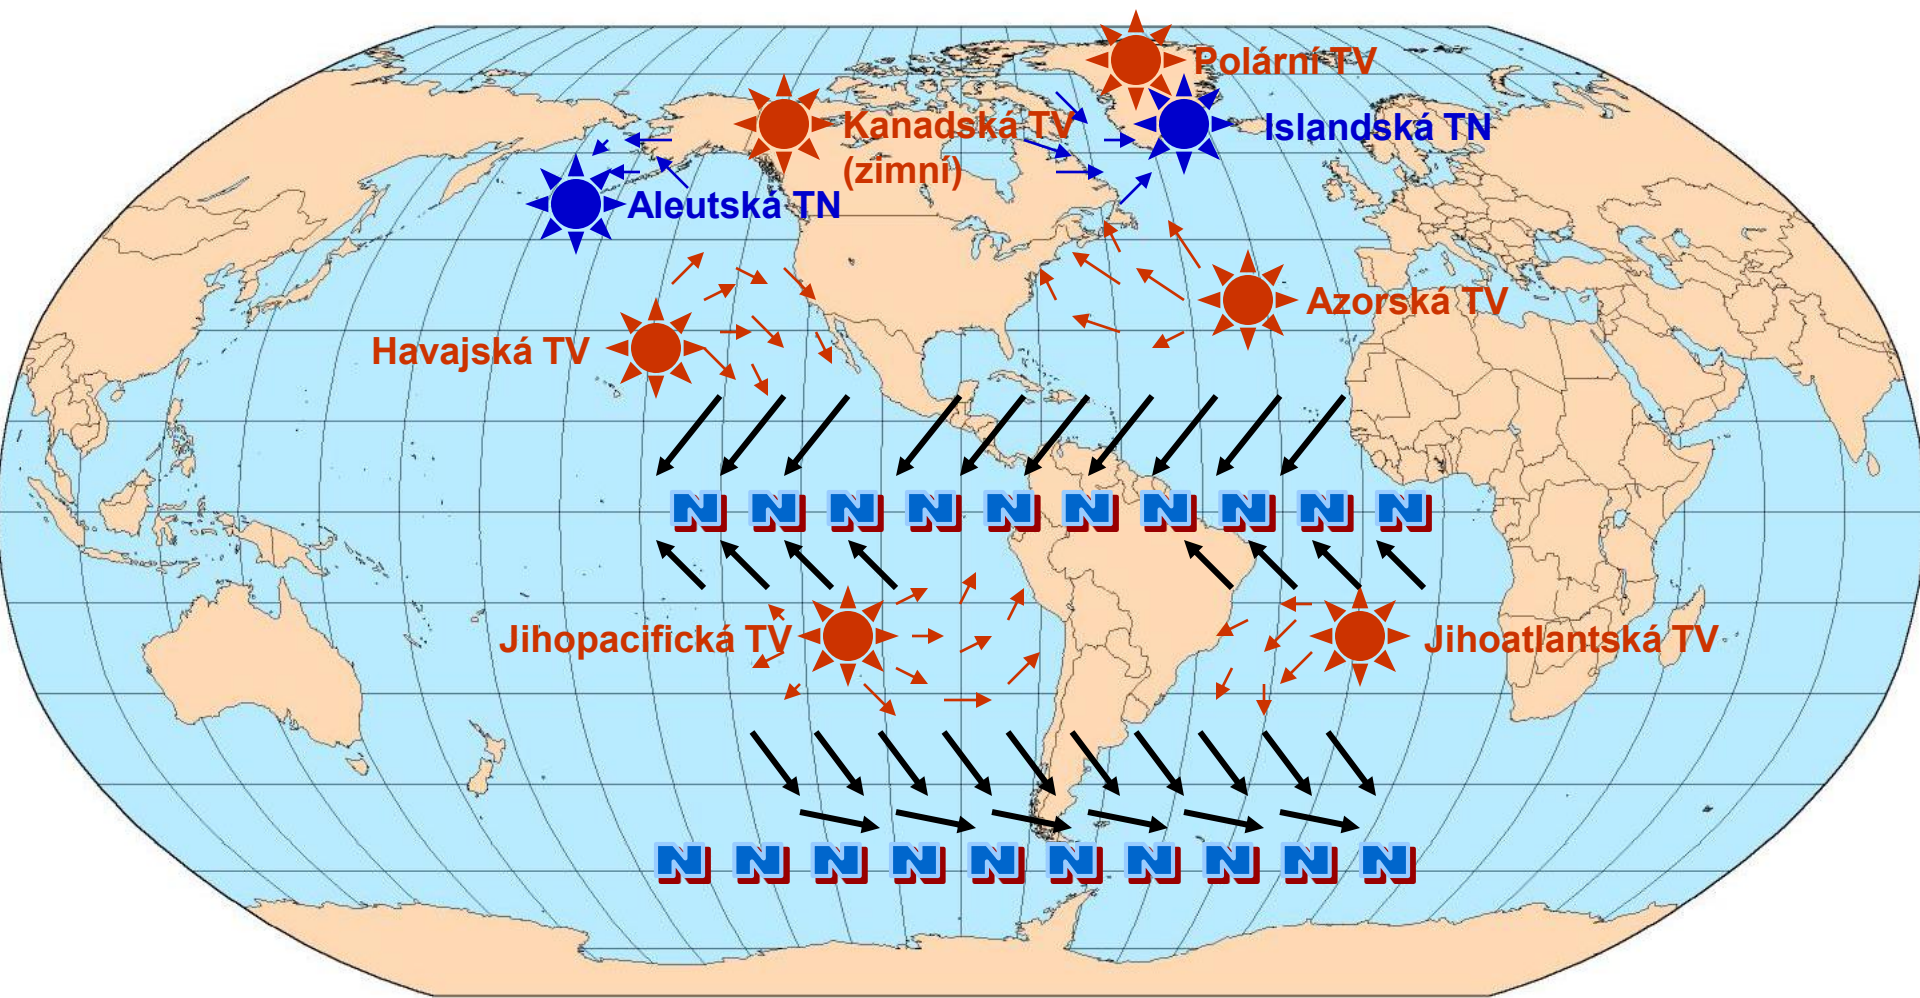 Polární TV
Kanadská TV
(zimní)
Islandská TN
Aleutská TN
Azorská TV
Havajská TV
N N N N N N N N N N
Jihopacifická TV
Jihoatlantská TV
N N N N N N N N N N